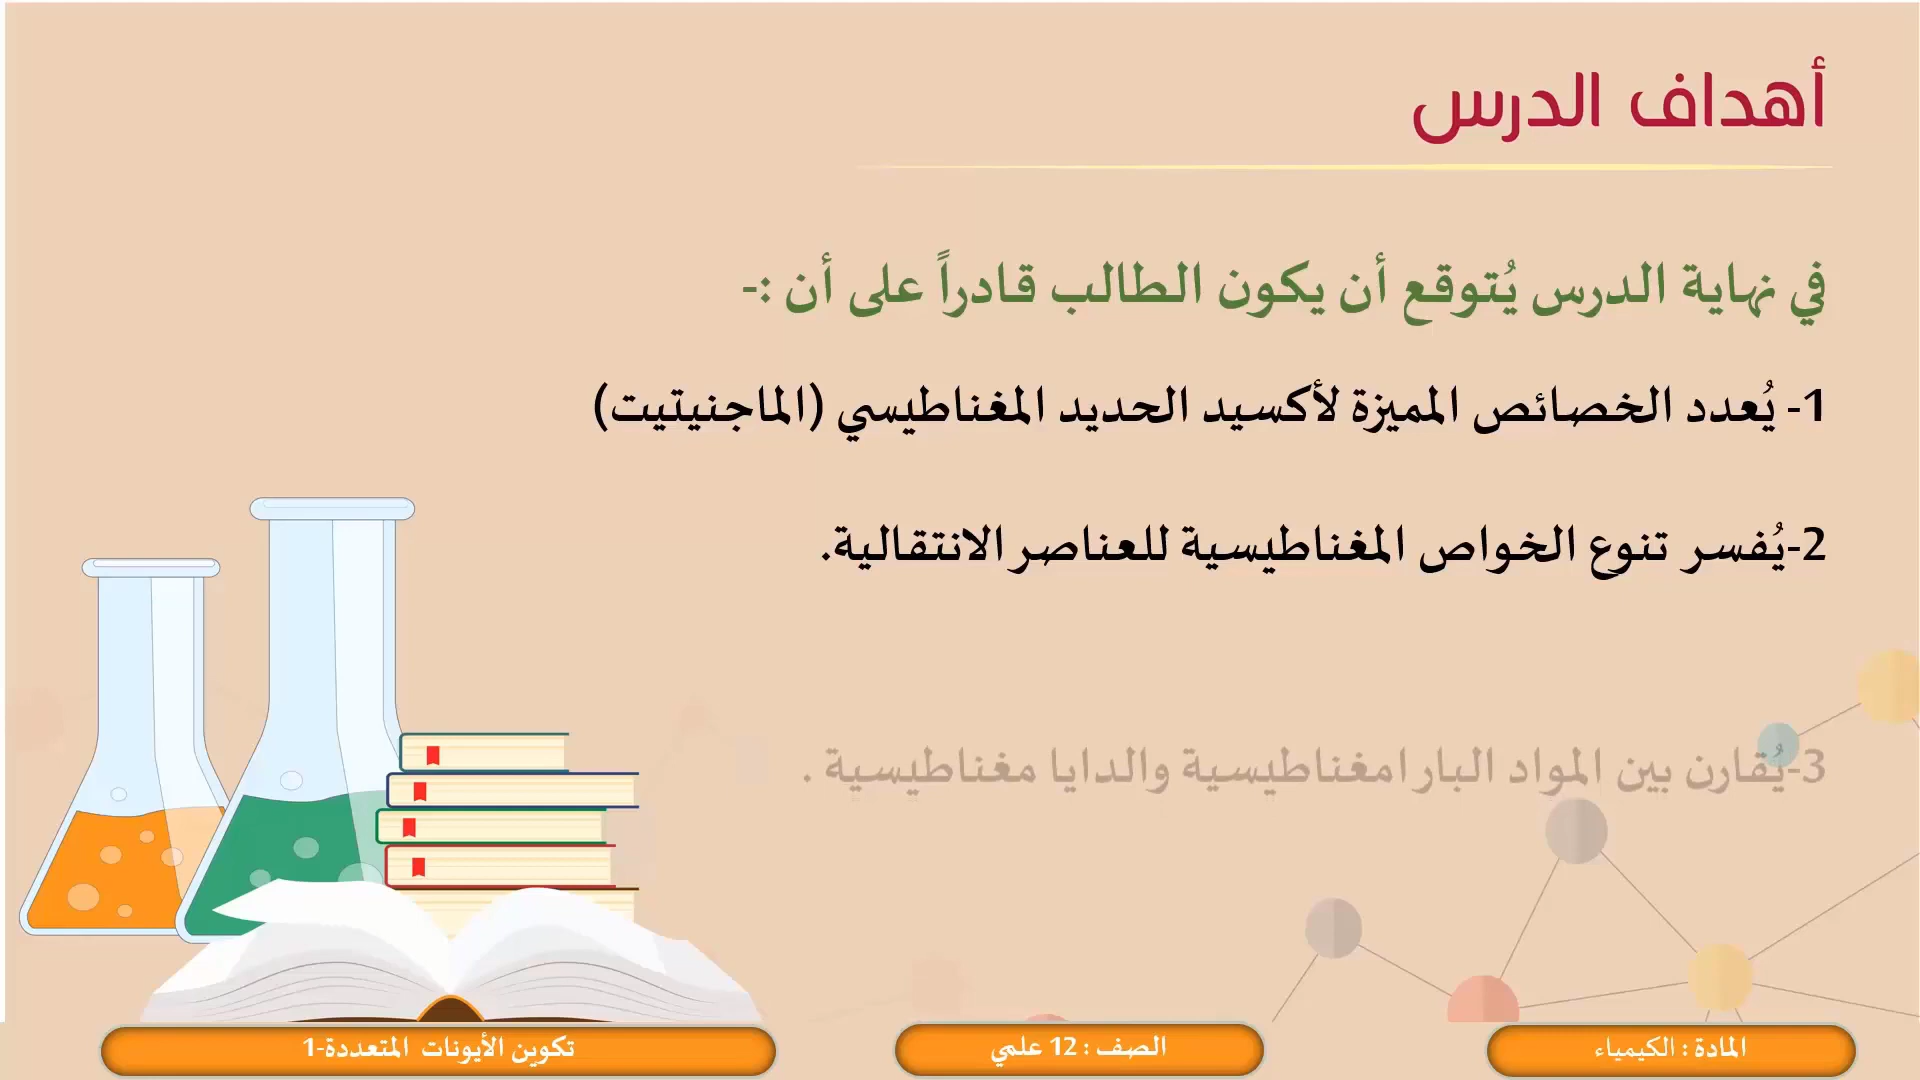 أهداف الدرس
في نهاية الدرس يُتوقع أن يكون الطالب قادراً على أن :-
1- يُعدد الخصائص المميزة لأكسيد الحديد المغناطيسي (الماجنيتيت)
2-يُفسر تنوع الخواص المغناطيسية للعناصر الانتقالية.
3-يُقارن بين المواد البارامغناطيسية والدايا مغناطيسية .
المادة : الكيمياء
الصف : 12 علمي
تكوين الأيونات المتعددة-1